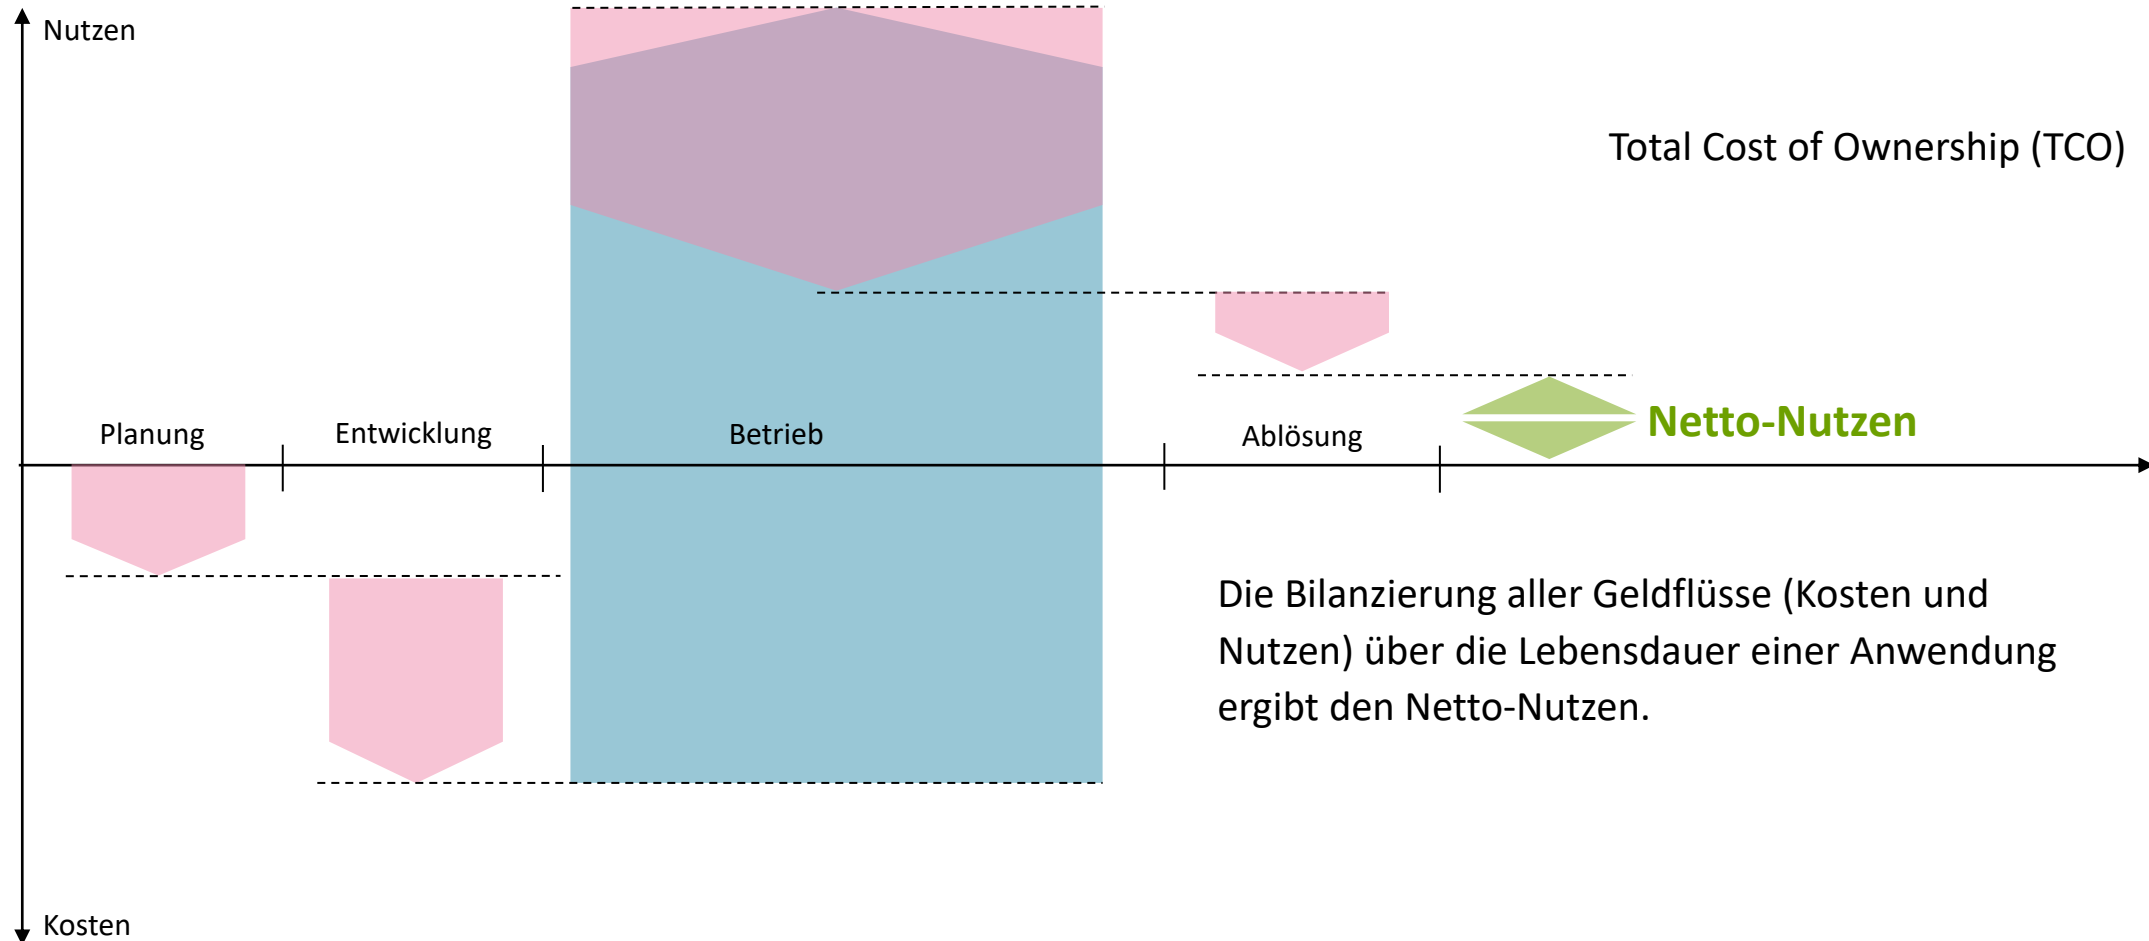 Nutzen
Total Cost of Ownership (TCO)
Planung
Entwicklung
Betrieb
Ablösung
Netto-Nutzen
Die Bilanzierung aller Geldflüsse (Kosten und
Nutzen) über die Lebensdauer einer Anwendung
ergibt den Netto-Nutzen.
Kosten